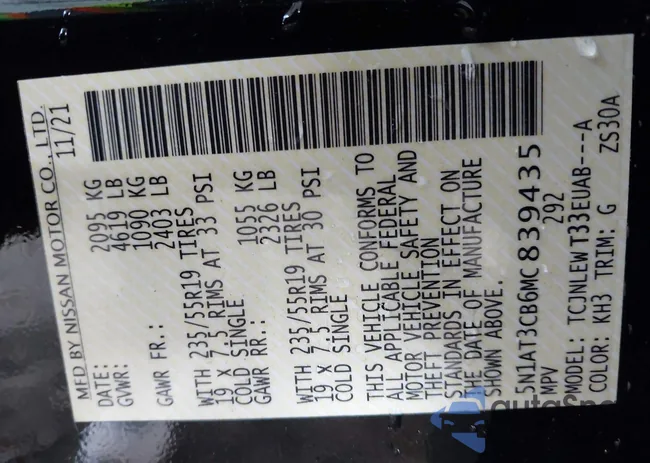 MFD BY NISSAN MOTOR CO., LTD.
DATE: 11/21
GVWR: 2095 KG
4619 LB
GAWR FR.: 1090 KG
2403 LB
WITH 235/55R19 TIRES
19 X 7.5 RIMS AT 33 PSI
COLD SINGLE
GAWR RR.: 1055 KG
2326 LB
WITH 235/55R19 TIRES
19 X 7.5 RIMS AT 30 PSI
COLD SINGLE
THIS VEHICLE CONFORMS TO
ALL APPLICABLE FEDERAL
MOTOR VEHICLE SAFETY AND
THEFT PREVENTION
STANDARDS IN EFFECT ON
THE DATE OF MANUFACTURE
SHOWN ABOVE.
5N1AT3CB6MC839435
MPV 292
MODEL: TCJNLEWT33EUAB---A
COLOR: KH3 TRIM: G ZS30A